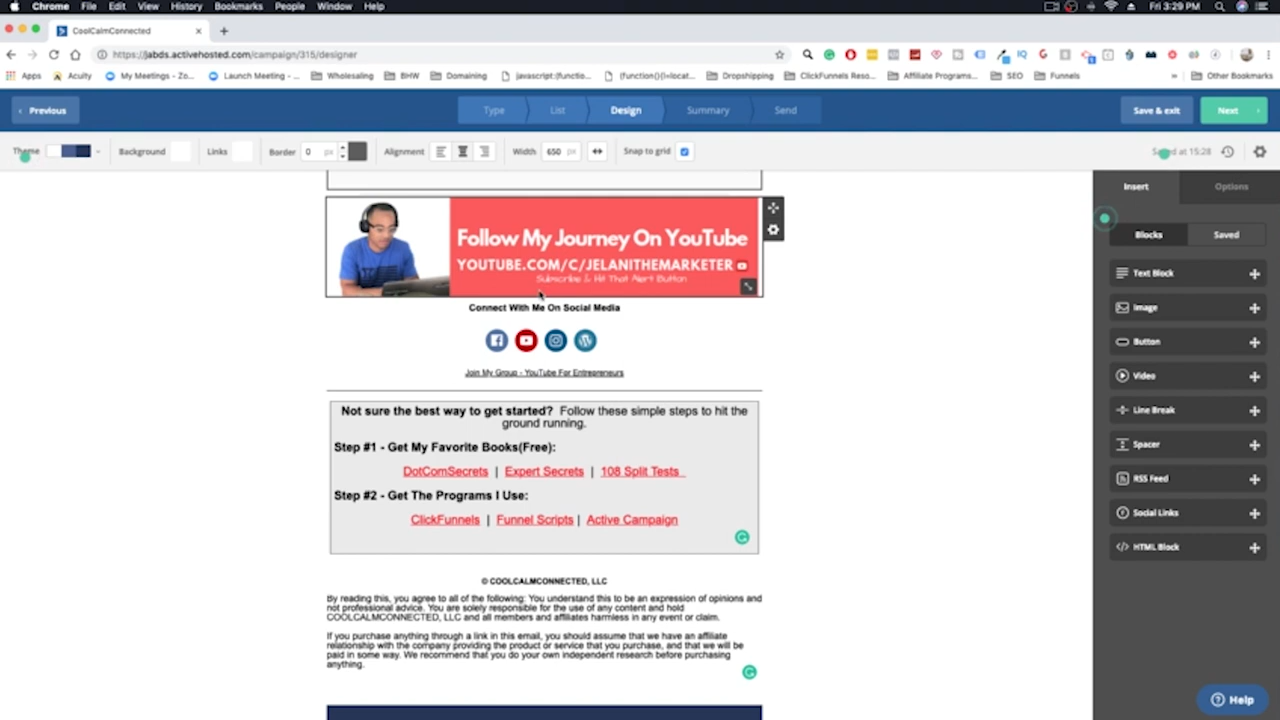 Chrome File Edit View History Bookmarks People Window Help Fri 3:29 PM
CoolCalmConnected
https://jabds.activehosted.com/campaign/315/designer
Apps Acuity My Meetings - Zo... Launch Meeting - ... Wholesaling BHW Domaining javascript:(functio... (function(){=locat... Dropshipping ClickFunnels Reso... Affiliate Programs... SEO Funnels » Other Bookmarks
Previous Type List Design Summary Send Save & exit Next
Theme Background Links Border 0 px Alignment Width 650 px Snap to grid Saved at 15:28
Insert Options
Blocks Saved
Text Block
Image
Button
Video
Line Break
Spacer
RSS Feed
Social Links
HTML Block
Follow My Journey On YouTube
YOUTUBE.COM/C/JELANITHEMARKETER
Subscribe & Hit That Alert Button
Connect With Me On Social Media
Join My Group - YouTube For Entrepreneurs
Not sure the best way to get started? Follow these simple steps to hit the
ground running.
Step #1 - Get My Favorite Books(Free):
DotComSecrets | Expert Secrets | 108 Split Tests
Step #2 - Get The Programs I Use:
ClickFunnels | Funnel Scripts | Active Campaign
© COOLCALMCONNECTED, LLC
By reading this, you agree to all of the following: You understand this to be an expression of opinions and
not professional advice. You are solely responsible for the use of any content and hold
COOLCALMCONNECTED, LLC and all members and affiliates harmless in any event or claim.
If you purchase anything through a link in this email, you should assume that we have an affiliate
relationship with the company providing the product or service that you purchase, and that we will be
paid in some way. We recommend that you do your own independent research before purchasing
anything.
Help